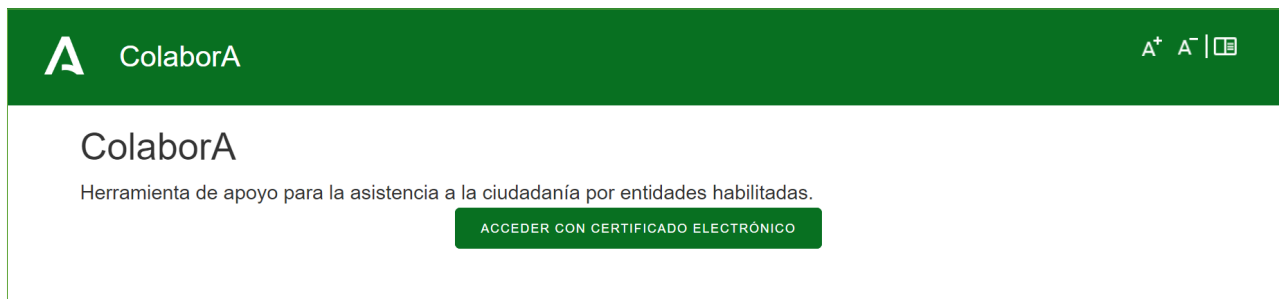 ColaborA
A+ A-
ColaborA
Herramienta de apoyo para la asistencia a la ciudadanía por entidades habilitadas.
ACCEDER CON CERTIFICADO ELECTRÓNICO